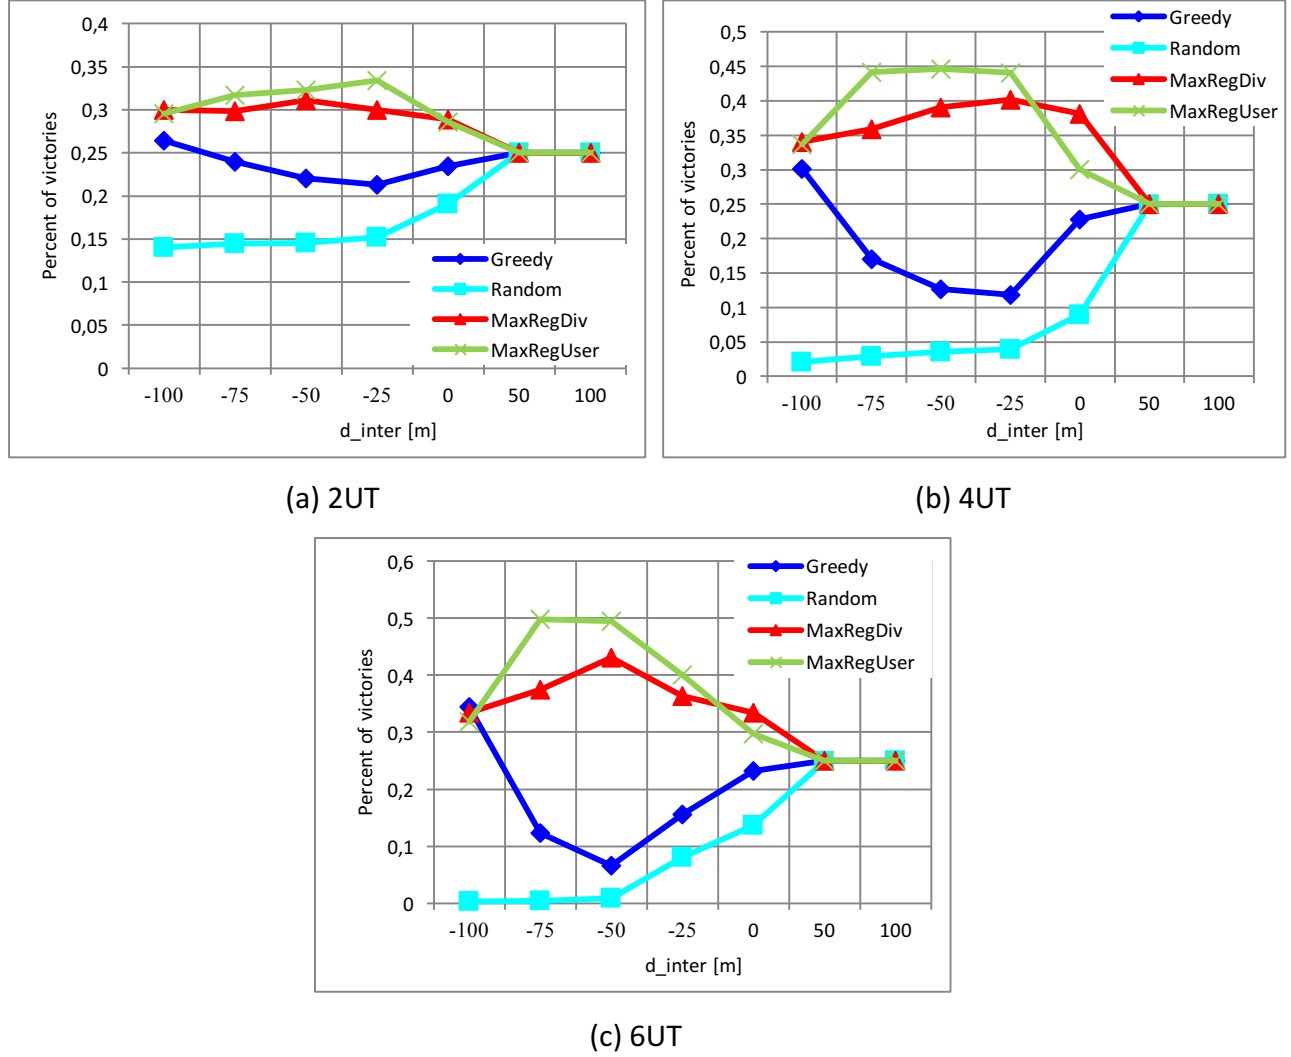 0,4
0,35
0,3
0,25
0,2
0,15
0,1
0,05
0
Percent of victories
-100 -75 -50 -25 0 50 100
d_inter [m]
Greedy
Random
MaxRegDiv
MaxRegUser
(a) 2UT
0,5
0,45
0,4
0,35
0,3
0,25
0,2
0,15
0,1
0,05
0
Percent of victories
-100 -75 -50 -25 0 50 100
d_inter [m]
Greedy
Random
MaxRegDiv
MaxRegUser
(b) 4UT
0,6
0,5
0,4
0,3
0,2
0,1
0
Percent of victories
-100 -75 -50 -25 0 50 100
d_inter [m]
Greedy
Random
MaxRegDiv
MaxRegUser
(c) 6UT